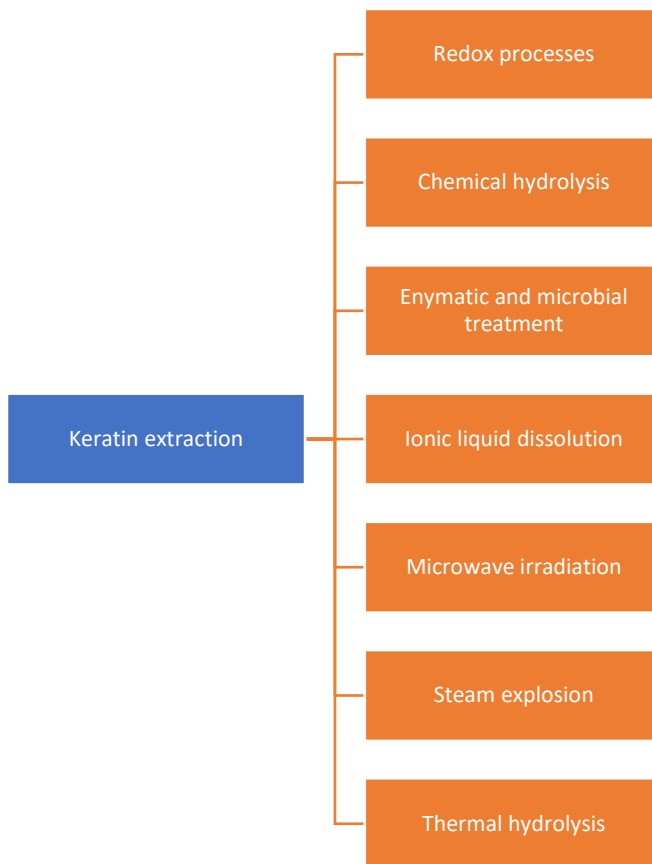 Redox processes
Chemical hydrolysis
Enymatic and microbial
treatment
Keratin extraction
Ionic liquid dissolution
Microwave irradiation
Steam explosion
Thermal hydrolysis